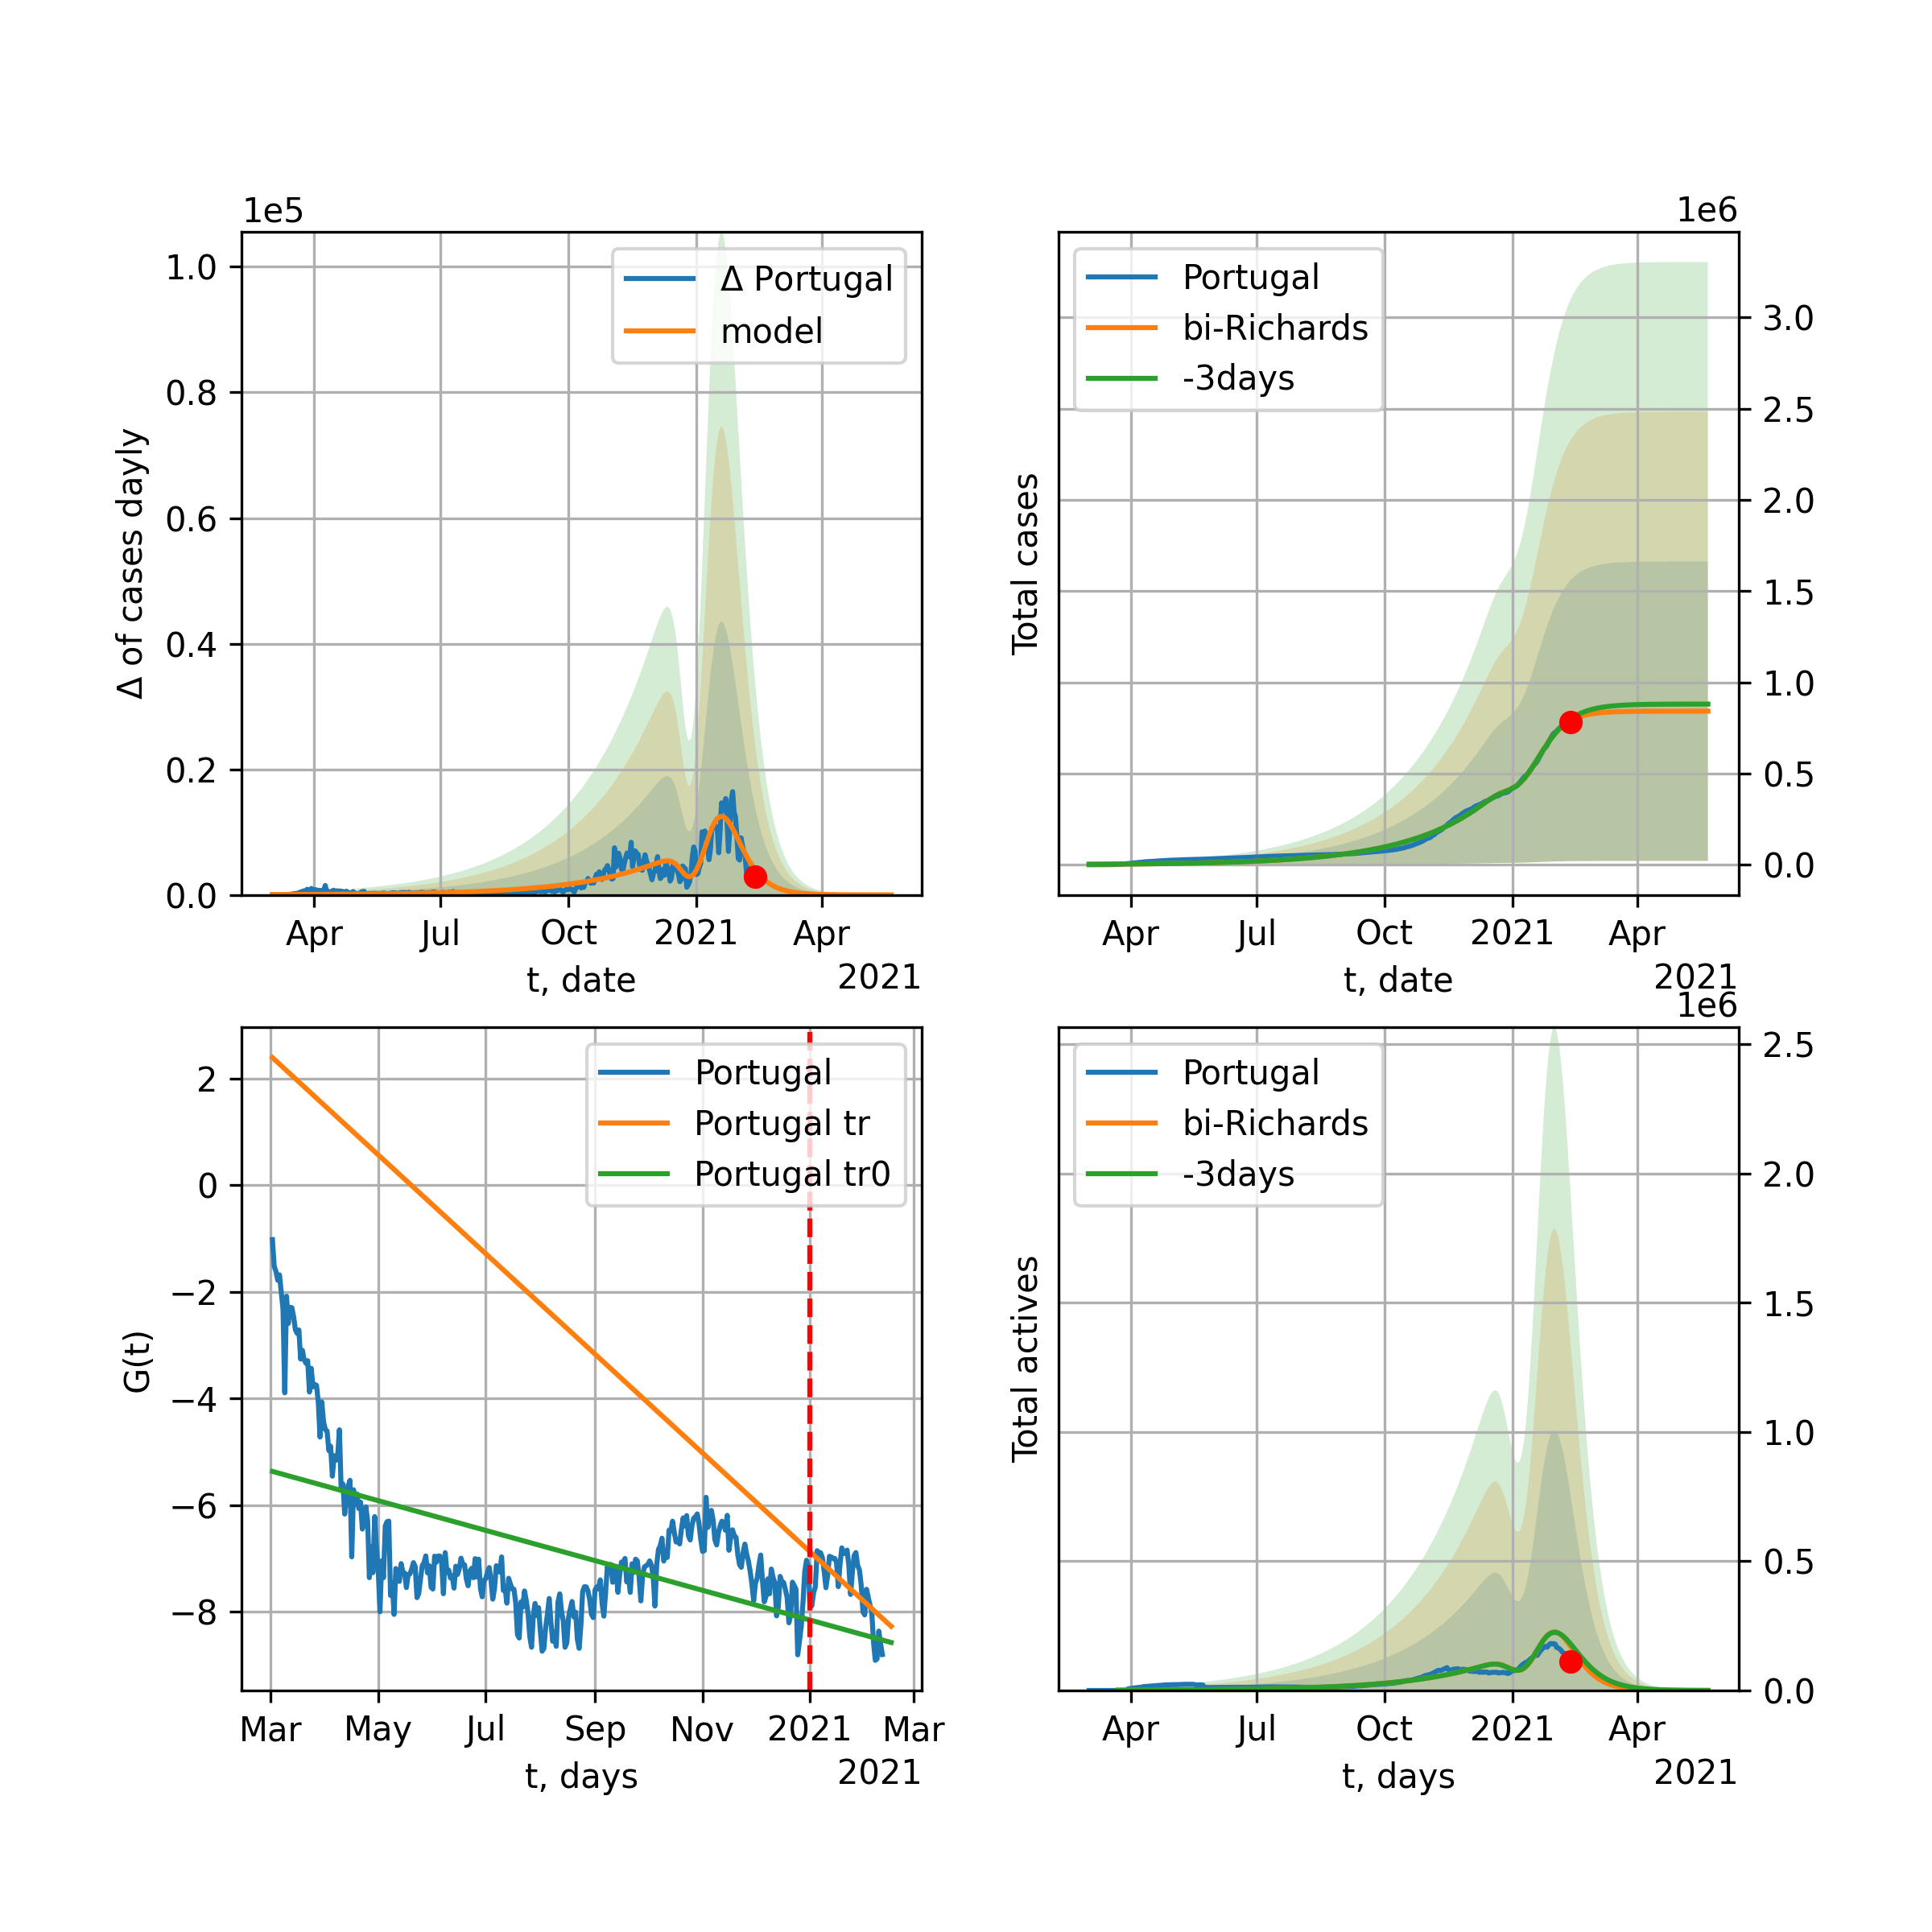 1e5
Δ of cases dayly
1.0
0.8
0.6
0.4
0.2
0.0
Δ Portugal
model
Apr Jul Oct 2021 Apr
t, date
2021
1e6
Total cases
Portugal
bi-Richards
-3days
3.0
2.5
2.0
1.5
1.0
0.5
0.0
Apr Jul Oct 2021 Apr
t, date
2021
G(t)
2
0
−2
−4
−6
−8
Portugal
Portugal tr
Portugal tr0
Mar May Jul Sep Nov 2021 Mar
t, days
2021
1e6
Total actives
Portugal
bi-Richards
-3days
2.5
2.0
1.5
1.0
0.5
0.0
Apr Jul Oct 2021 Apr
t, days
2021